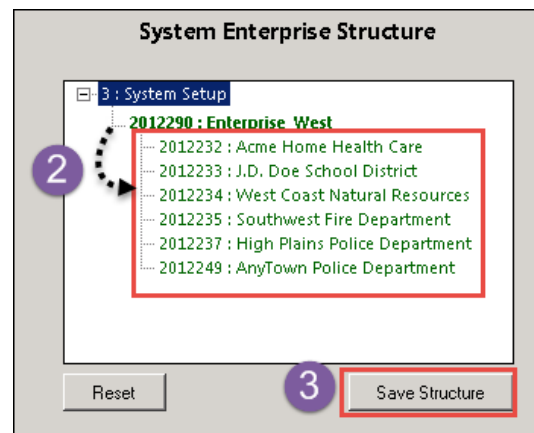 System Enterprise Structure
3 : System Setup
2012290 : Enterprise West
2
2012232 : Acme Home Health Care
2012233 : J.D. Doe School District
2012234 : West Coast Natural Resources
2012235 : Southwest Fire Department
2012237 : High Plains Police Department
2012249 : AnyTown Police Department
Reset
3
Save Structure